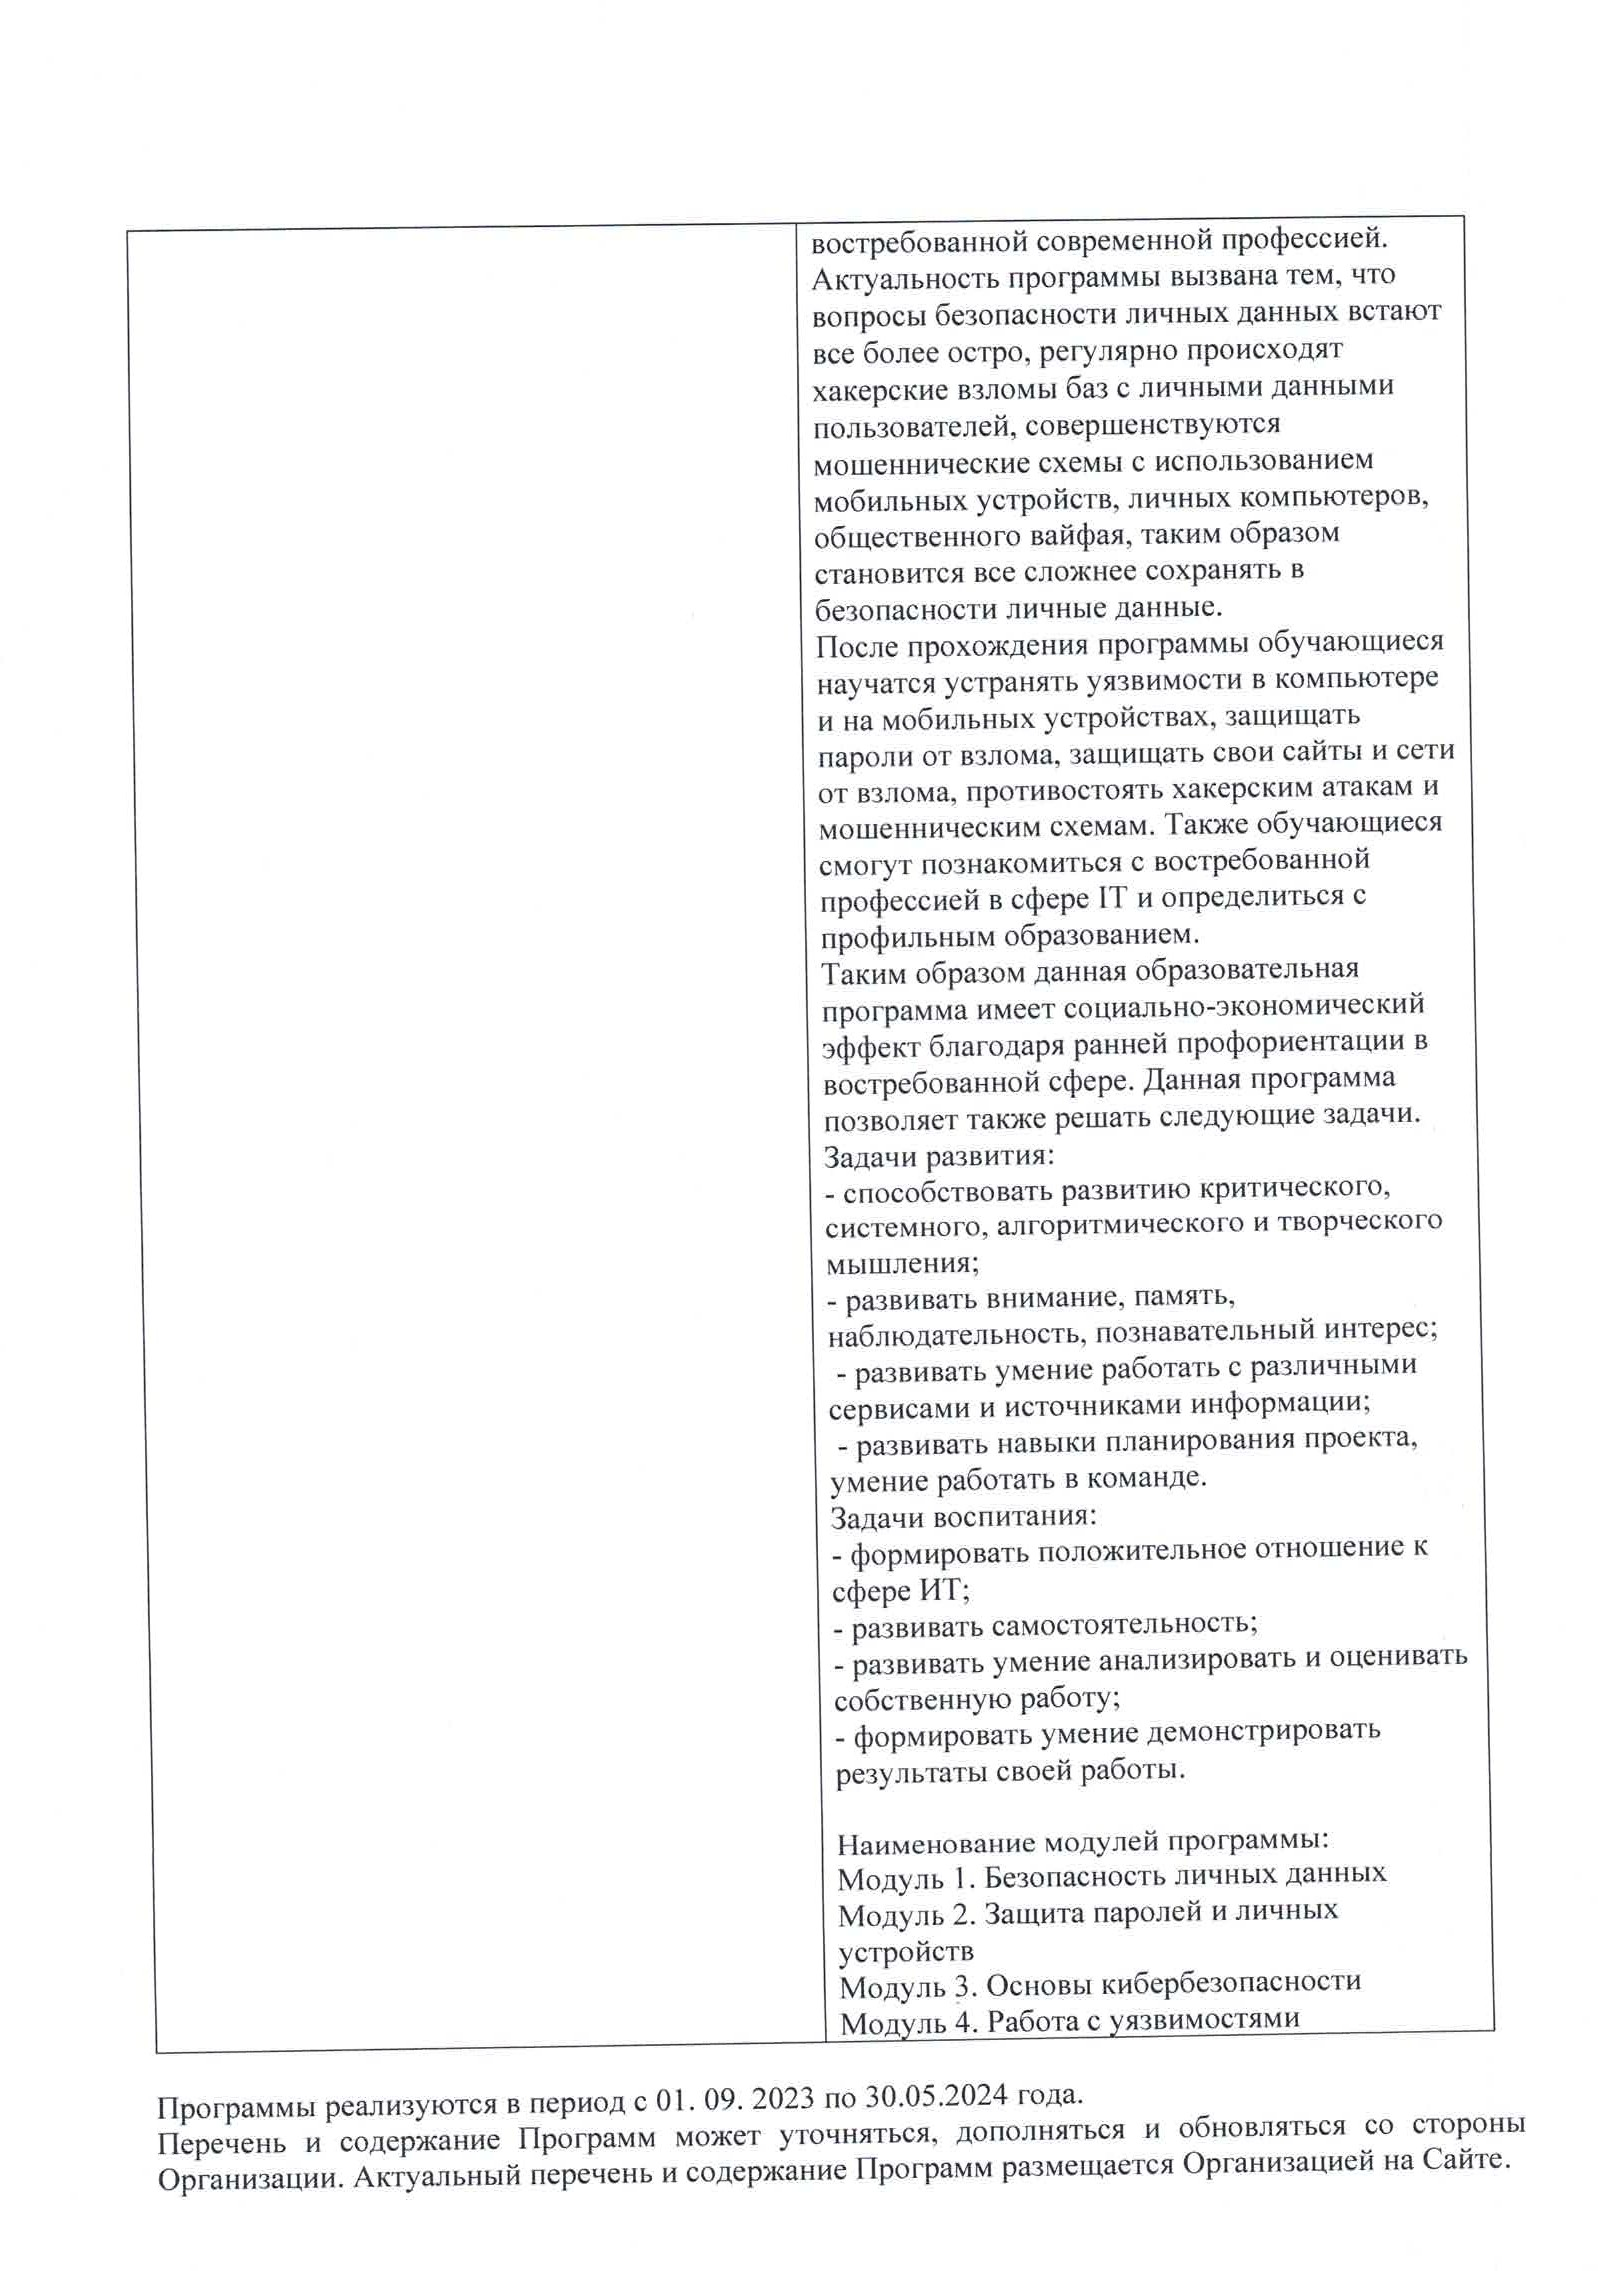 востребованной современной профессией.
Актуальность программы вызвана тем, что
вопросы безопасности личных данных встают
все более остро, регулярно происходят
хакерские взломы баз с личными данными
пользователей, совершенствуются
мошеннические схемы с использованием
мобильных устройств, личных компьютеров,
общественного вайфая, таким образом
становится все сложнее сохранять в
безопасности личные данные.
После прохождения программы обучающиеся
научатся устранять уязвимости в компьютере
и на мобильных устройствах, защищать
пароли от взлома, защищать свои сайты и сети
от взлома, противостоять хакерским атакам и
мошенническим схемам. Также обучающиеся
смогут познакомиться с востребованной
профессией в сфере IT и определиться с
профильным образованием.
Таким образом данная образовательная
программа имеет социально-экономический
эффект благодаря ранней профориентации в
востребованной сфере. Данная программа
позволяет также решать следующие задачи.
Задачи развития:
- способствовать развитию критического,
системного, алгоритмического и творческого
мышления;
- развивать внимание, память,
наблюдательность, познавательный интерес;
- развивать умение работать с различными
сервисами и источниками информации;
- развивать навыки планирования проекта,
умение работать в команде.
Задачи воспитания:
- формировать положительное отношение к
сфере ИТ;
- развивать самостоятельность;
- развивать умение анализировать и оценивать
собственную работу;
- формировать умение демонстрировать
результаты своей работы.
Наименование модулей программы:
Модуль 1. Безопасность личных данных
Модуль 2. Защита паролей и личных
устройств
Модуль 3. Основы кибербезопасности
Модуль 4. Работа с уязвимостями
Программы реализуются в период с 01. 09. 2023 по 30.05.2024 года.
Перечень и содержание Программ может уточняться, дополняться и обновляться со стороны
Организации. Актуальный перечень и содержание Программ размещается Организацией на Сайте.